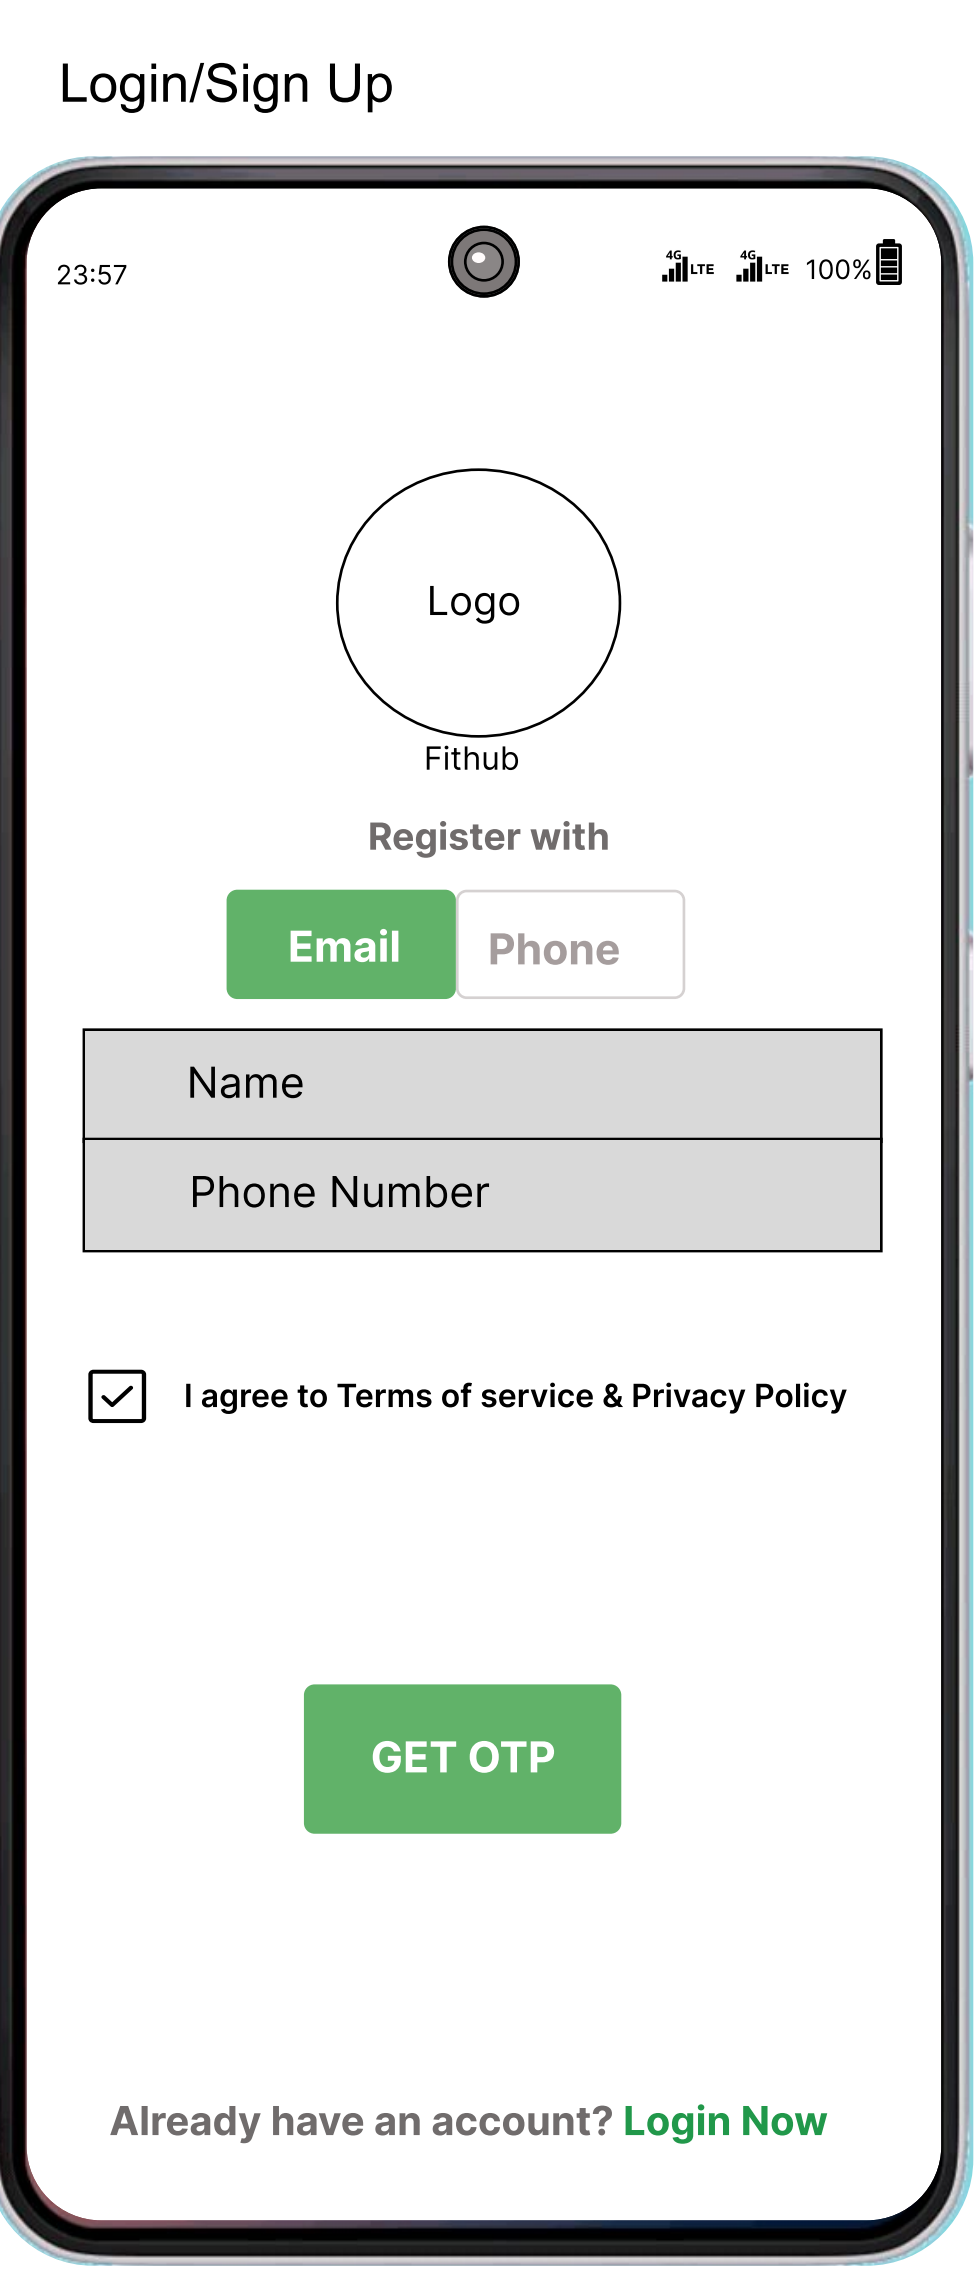 Login/Sign Up
23:57
4G LTE 4G LTE 100%
Logo
Fithub
Register with
Email Phone
Name
Phone Number
I agree to Terms of service & Privacy Policy
GET OTP
Already have an account? Login Now